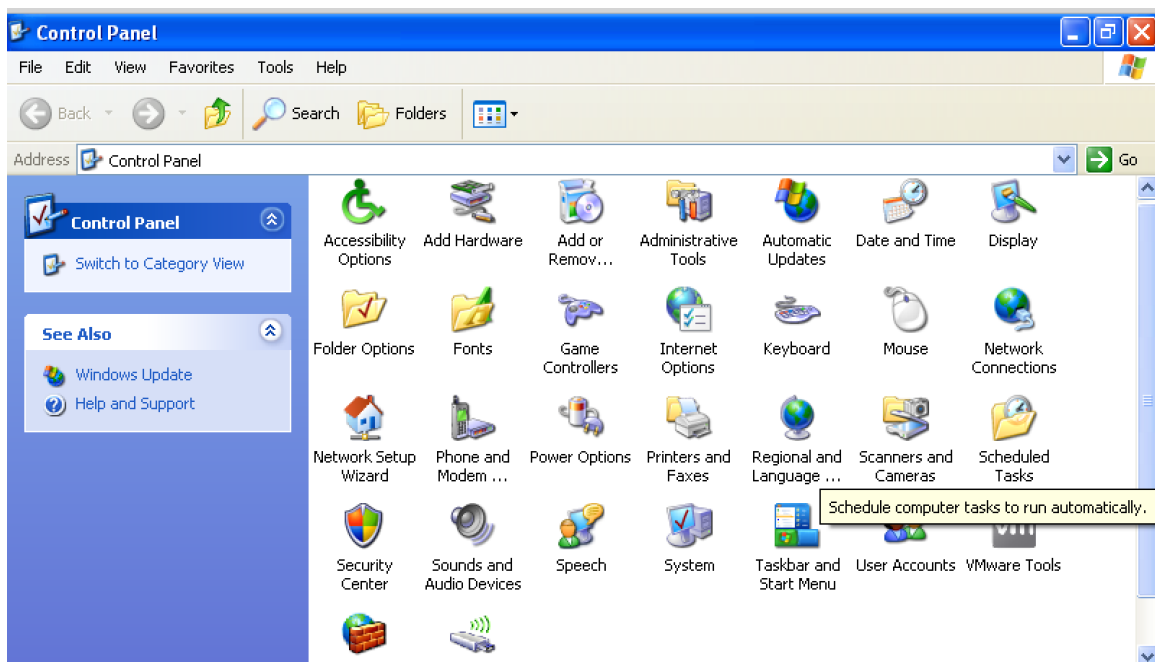 Control Panel
File Edit View Favorites Tools Help
Back Search Folders
Address Control Panel Go
Control Panel
Switch to Category View
See Also
Windows Update
Help and Support
Accessibility Options
Add Hardware
Add or Remov...
Administrative Tools
Automatic Updates
Date and Time
Display
Folder Options
Fonts
Game Controllers
Internet Options
Keyboard
Mouse
Network Connections
Network Setup Wizard
Phone and Modem ...
Power Options
Printers and Faxes
Regional and Language ...
Scanners and Cameras
Scheduled Tasks
Schedule computer tasks to run automatically.
Security Center
Sounds and Audio Devices
Speech
System
Taskbar and Start Menu
User Accounts
VMware Tools